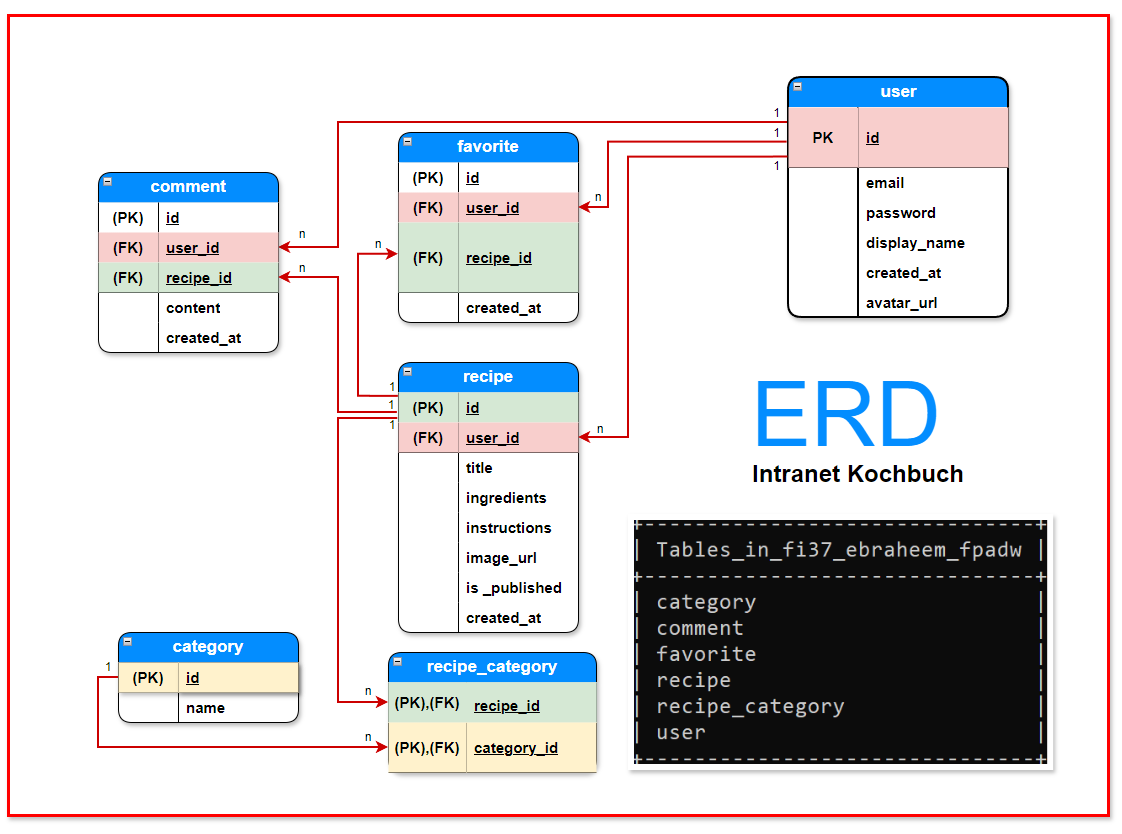 user
1
PK id
1
1
email
password
display_name
created_at
avatar_url
favorite
(PK) id
(FK) user_id
n
(FK) recipe_id
n
created_at
comment
(PK) id
(FK) user_id
n
(FK) recipe_id
n
content
created_at
recipe
1
(PK) id
1
(FK) user_id
1
n
title
ingredients
instructions
image_url
is _published
created_at
ERD
Intranet Kochbuch
category
1
(PK) id
name
recipe_category
n
(PK),(FK) recipe_id
n
(PK),(FK) category_id
+-------------------------------+
| Tables_in_fi37_ebraheem_fpadw |
+-------------------------------+
| category |
| comment |
| favorite |
| recipe |
| recipe_category |
| user |
+-------------------------------+